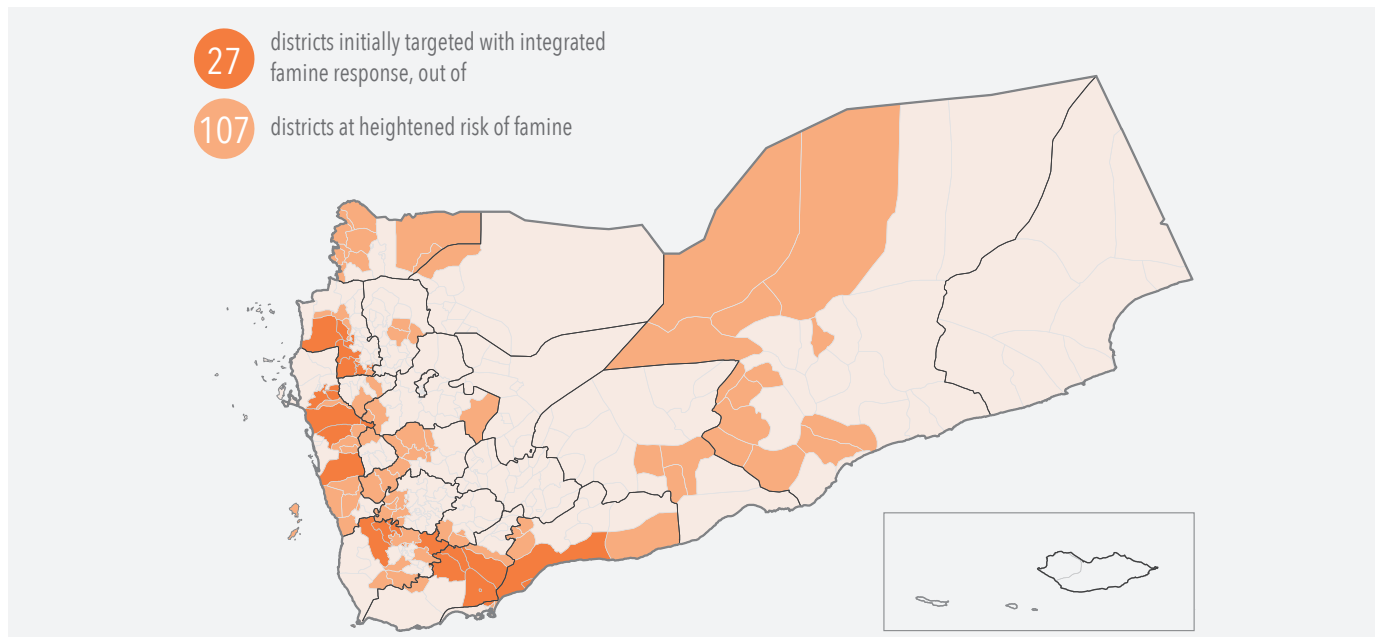 27
districts initially targeted with integrated
famine response, out of
107
districts at heightened risk of famine